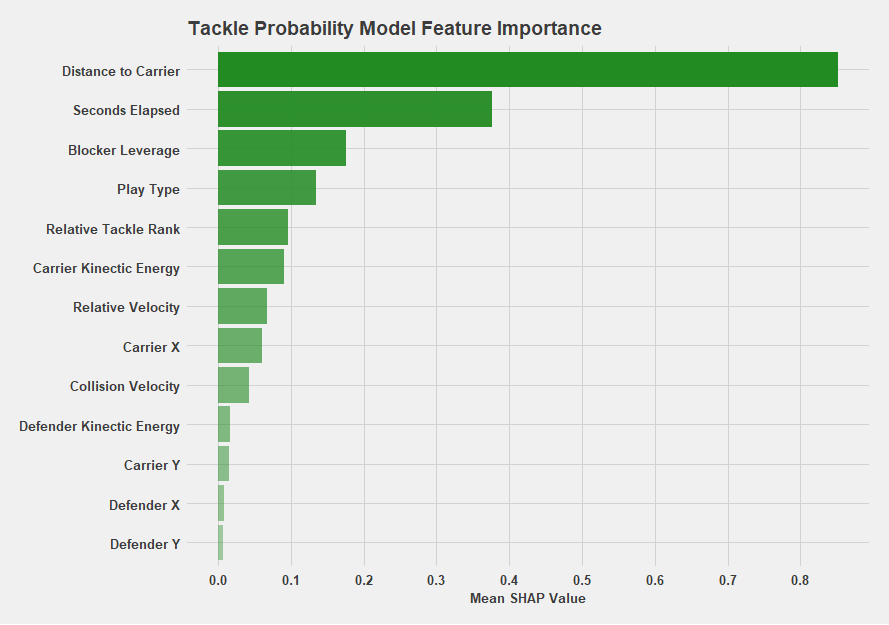 Tackle Probability Model Feature Importance
Distance to Carrier
Seconds Elapsed
Blocker Leverage
Play Type
Relative Tackle Rank
Carrier Kinectic Energy
Relative Velocity
Carrier X
Collision Velocity
Defender Kinectic Energy
Carrier Y
Defender X
Defender Y
0.0 0.1 0.2 0.3 0.4 0.5 0.6 0.7 0.8
Mean SHAP Value